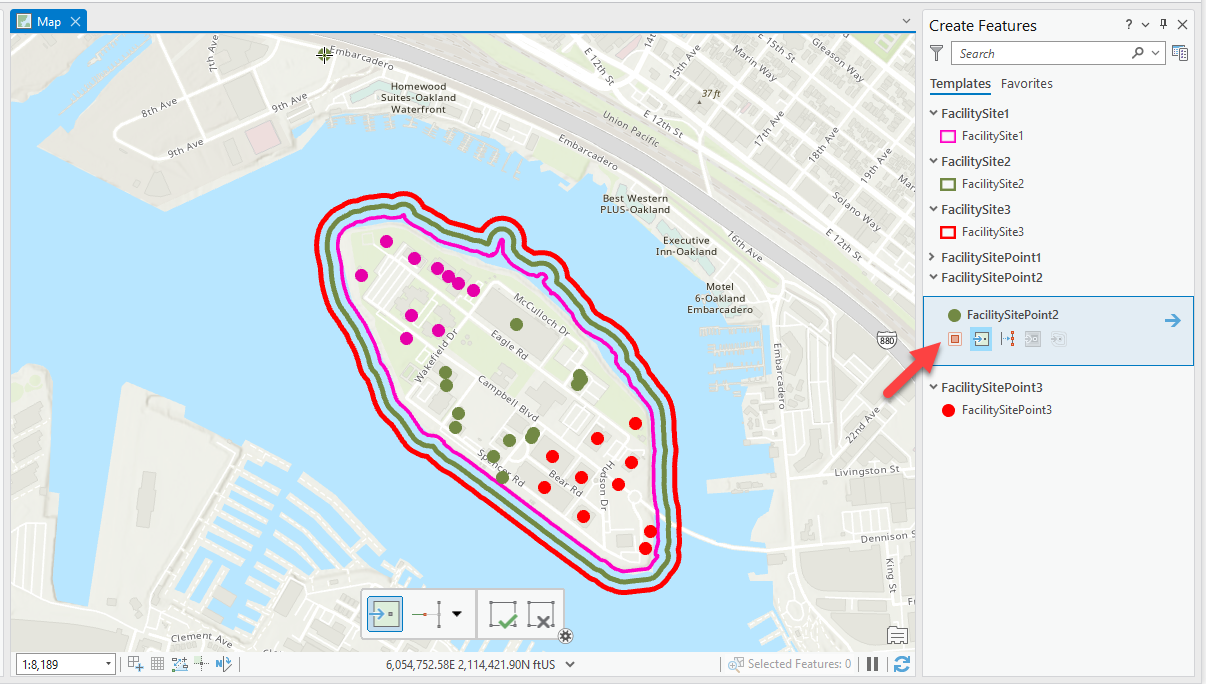 Map
Create Features
Search
Templates Favorites
FacilitySite1
FacilitySite1
FacilitySite2
FacilitySite2
FacilitySite3
FacilitySite3
FacilitySitePoint1
FacilitySitePoint2
FacilitySitePoint2
FacilitySitePoint3
FacilitySitePoint3
7th Ave
Embarcadero
8th Ave
9th Ave
9th Ave
Homewood
Suites-Oakland
Waterfront
E 12th St
15th Ave
Marin Way
E 15th St
Gleason Way
37 ft
E 12th St
Union Pacific
17th Ave
18th Ave
19th Ave
Embarcadero
Solano Way
E 12th St
Best Western
PLUS-Oakland
16th Ave
Executive
Inn-Oakland
Motel
6-Oakland
Embarcadero
880
Embarcadero
22nd Ave
Livingston St
Dennison S
King St
McCulloch Dr
Eagle Rd
Wakefield Dr
Campbell Blvd
Spencer Rd
Bear Rd
Hudson Dr
Clement Ave
1:8,189
6,054,752.58E 2,114,421.90N ftUS
Selected Features: 0